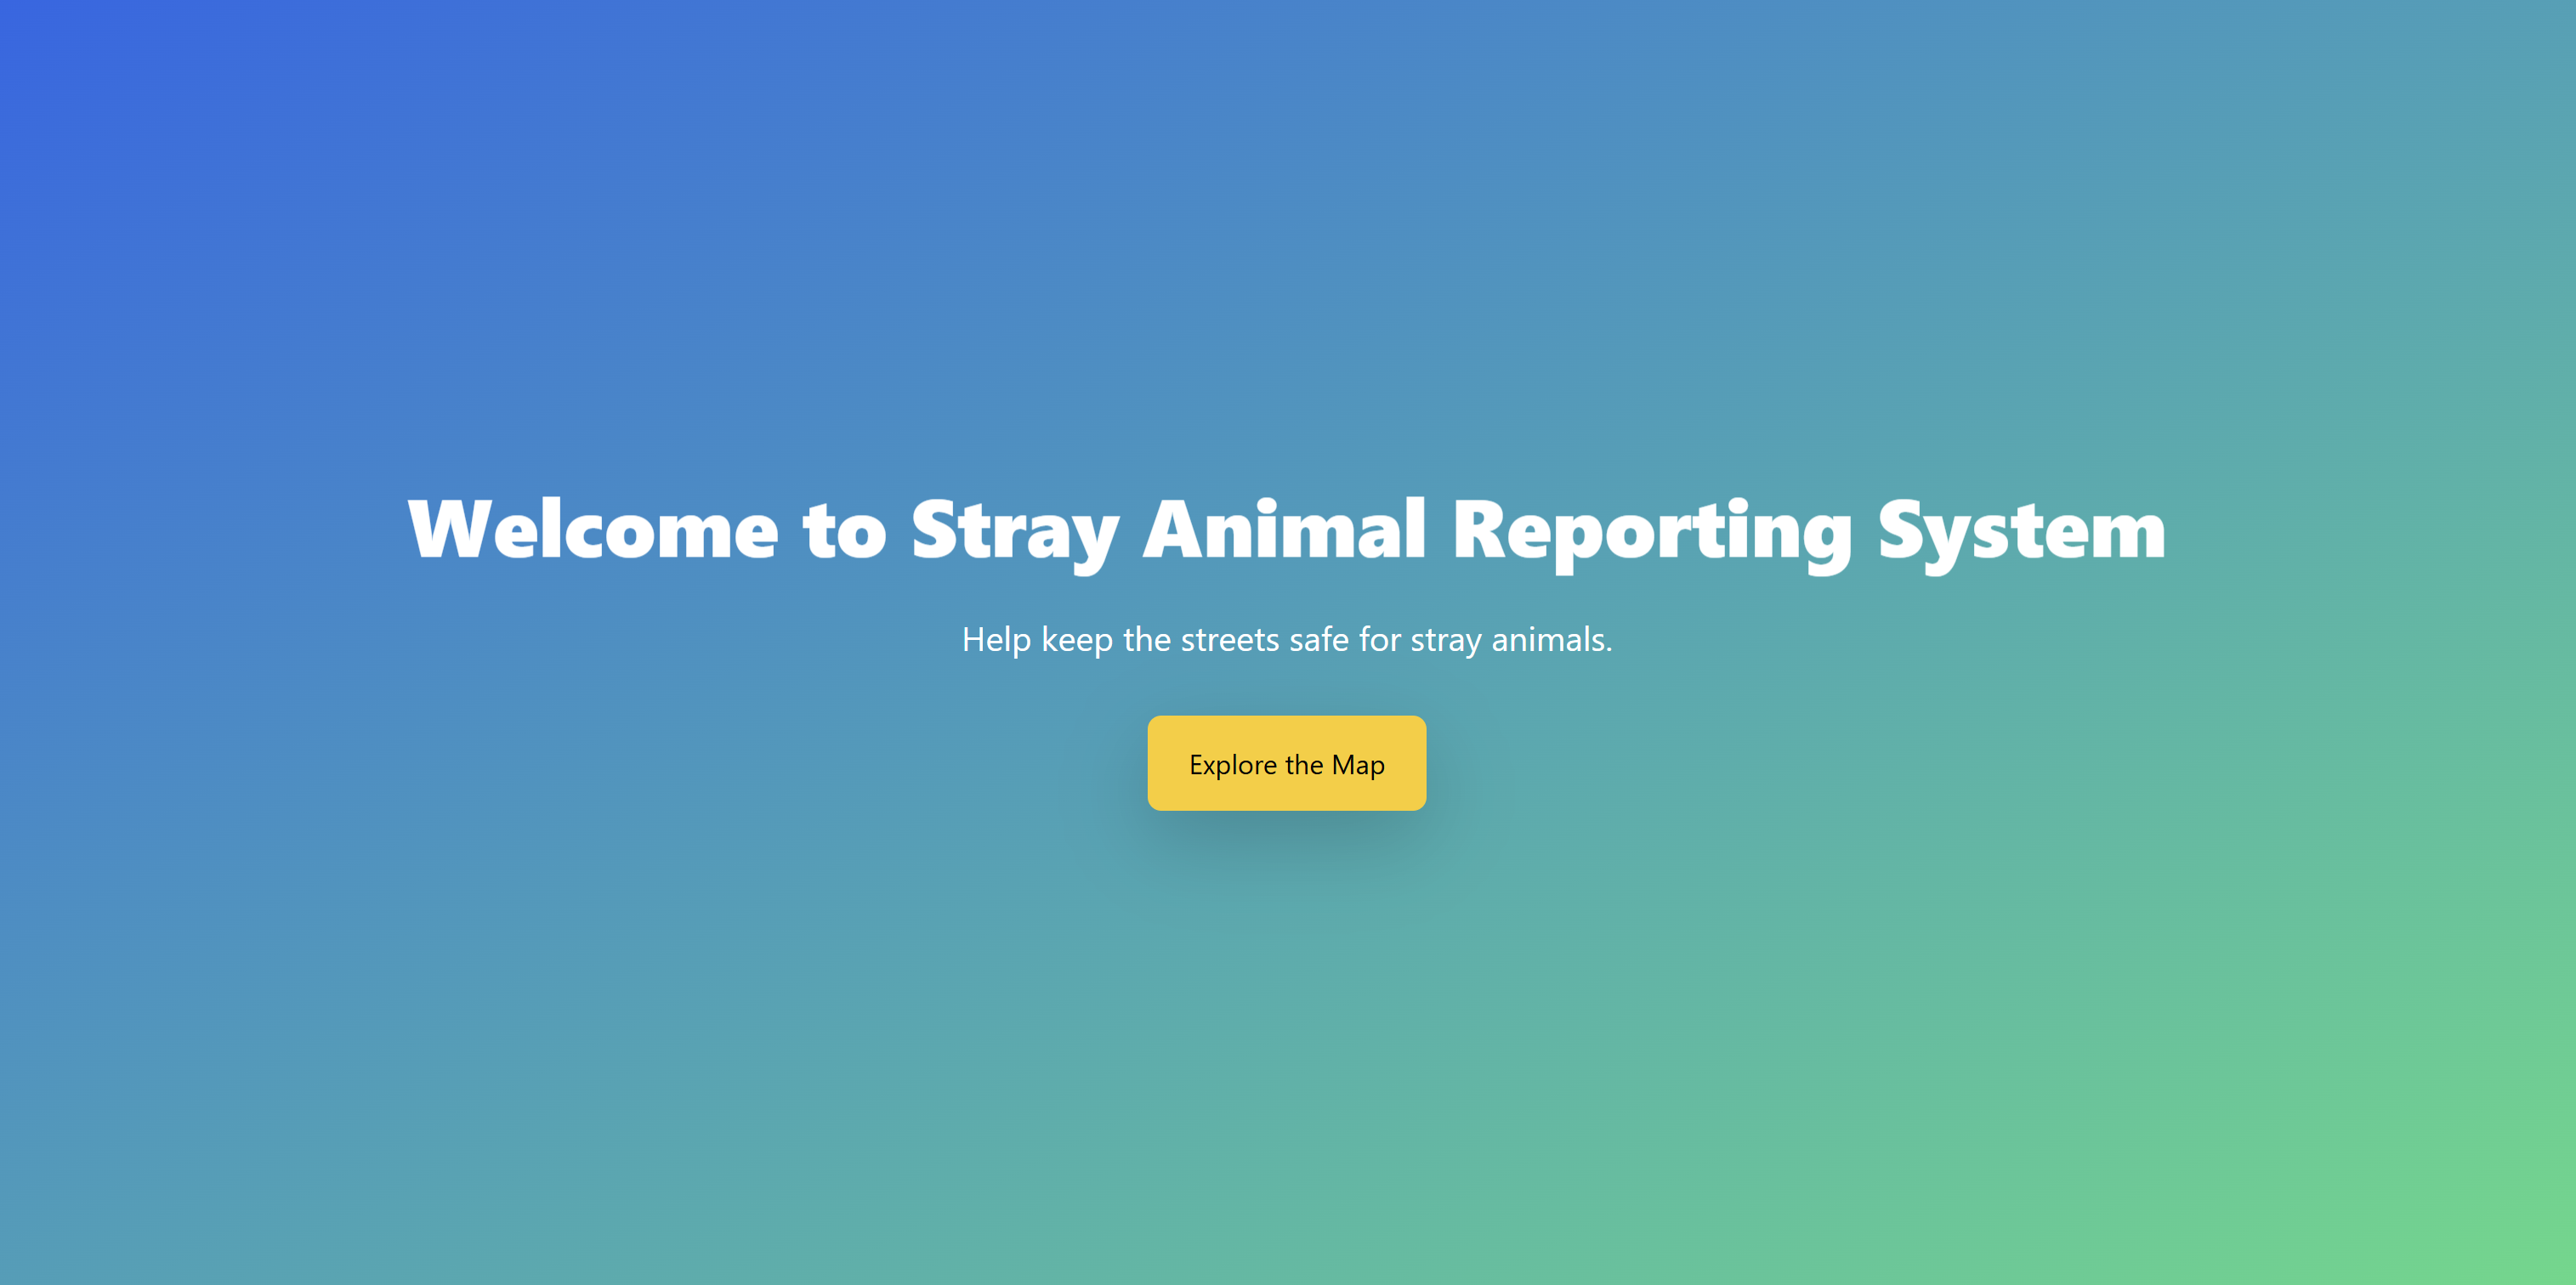 Welcome to Stray Animal Reporting System
Help keep the streets safe for stray animals.
Explore the Map